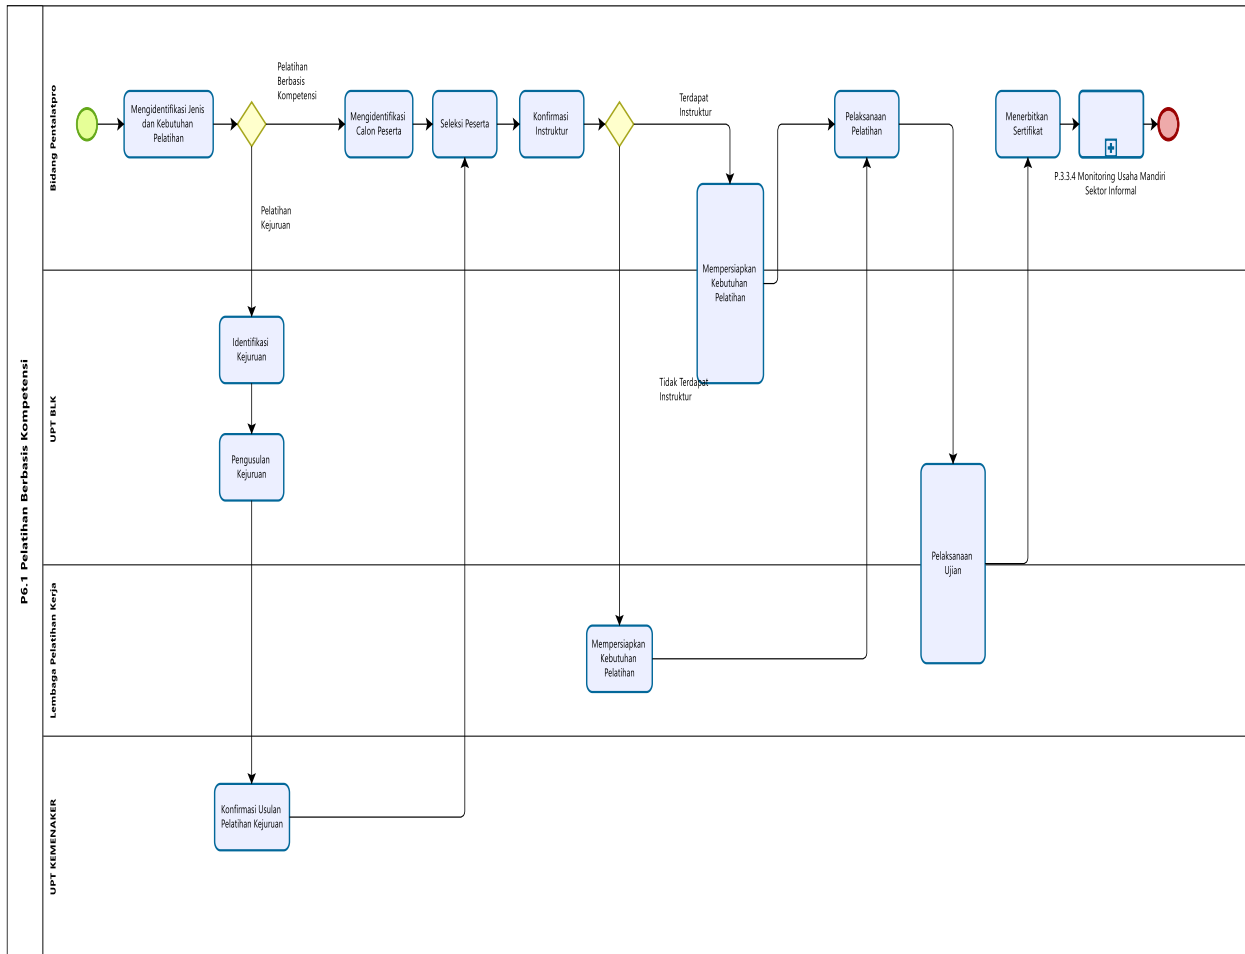 P6.1 Pelatihan Berbasis Kompetensi
Bidang Pentalatpro
Mengidentifikasi Jenis
dan Kebutuhan
Pelatihan
Pelatihan
Berbasis
Kompetensi
Pelatihan
Kejuruan
Mengidentifikasi
Calon Peserta
Seleksi Peserta
Konfirmasi
Instruktur
Terdapat
Instruktur
Mempersiapkan
Kebutuhan
Pelatihan
Pelaksanaan
Pelatihan
Menerbitkan
Sertifikat
P.3.3.4 Monitoring Usaha Mandiri
Sektor Informal
UPT BLK
Identifikasi
Kejuruan
Pengusulan
Kejuruan
Tidak Terdapat
Instruktur
Pelaksanaan
Ujian
Lembaga Pelatihan Kerja
Mempersiapkan
Kebutuhan
Pelatihan
UPT KEMENAKER
Konfirmasi Usulan
Pelatihan Kejuruan